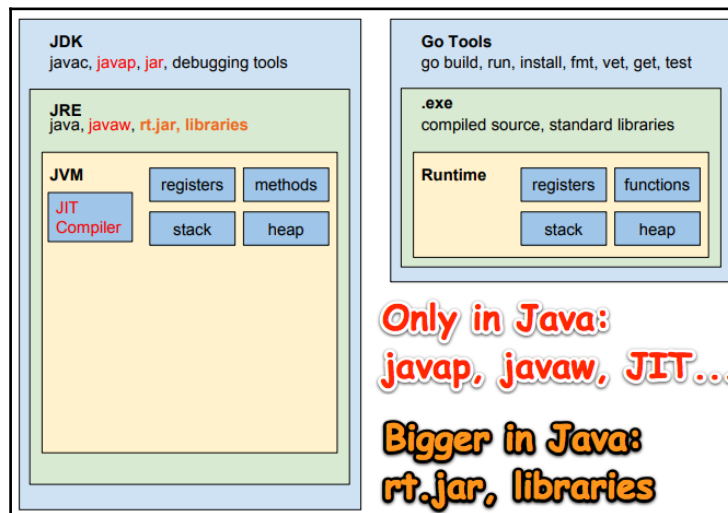 JDK
javac, javap, jar, debugging tools
JRE
java, javaw, rt.jar, libraries
JVM
JIT
Compiler
registers
methods
stack
heap
Go Tools
go build, run, install, fmt, vet, get, test
.exe
compiled source, standard libraries
Runtime
registers
functions
stack
heap
Only in Java:
javap, javaw, JIT...
Bigger in Java:
rt.jar, libraries